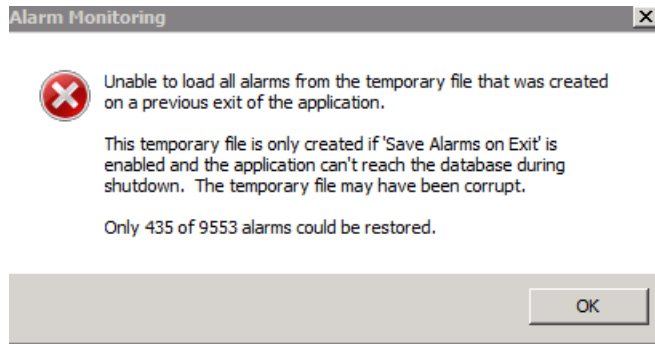 Alarm Monitoring
Unable to load all alarms from the temporary file that was created
on a previous exit of the application.
This temporary file is only created if 'Save Alarms on Exit' is
enabled and the application can't reach the database during
shutdown.  The temporary file may have been corrupt.
Only 435 of 9553 alarms could be restored.
OK